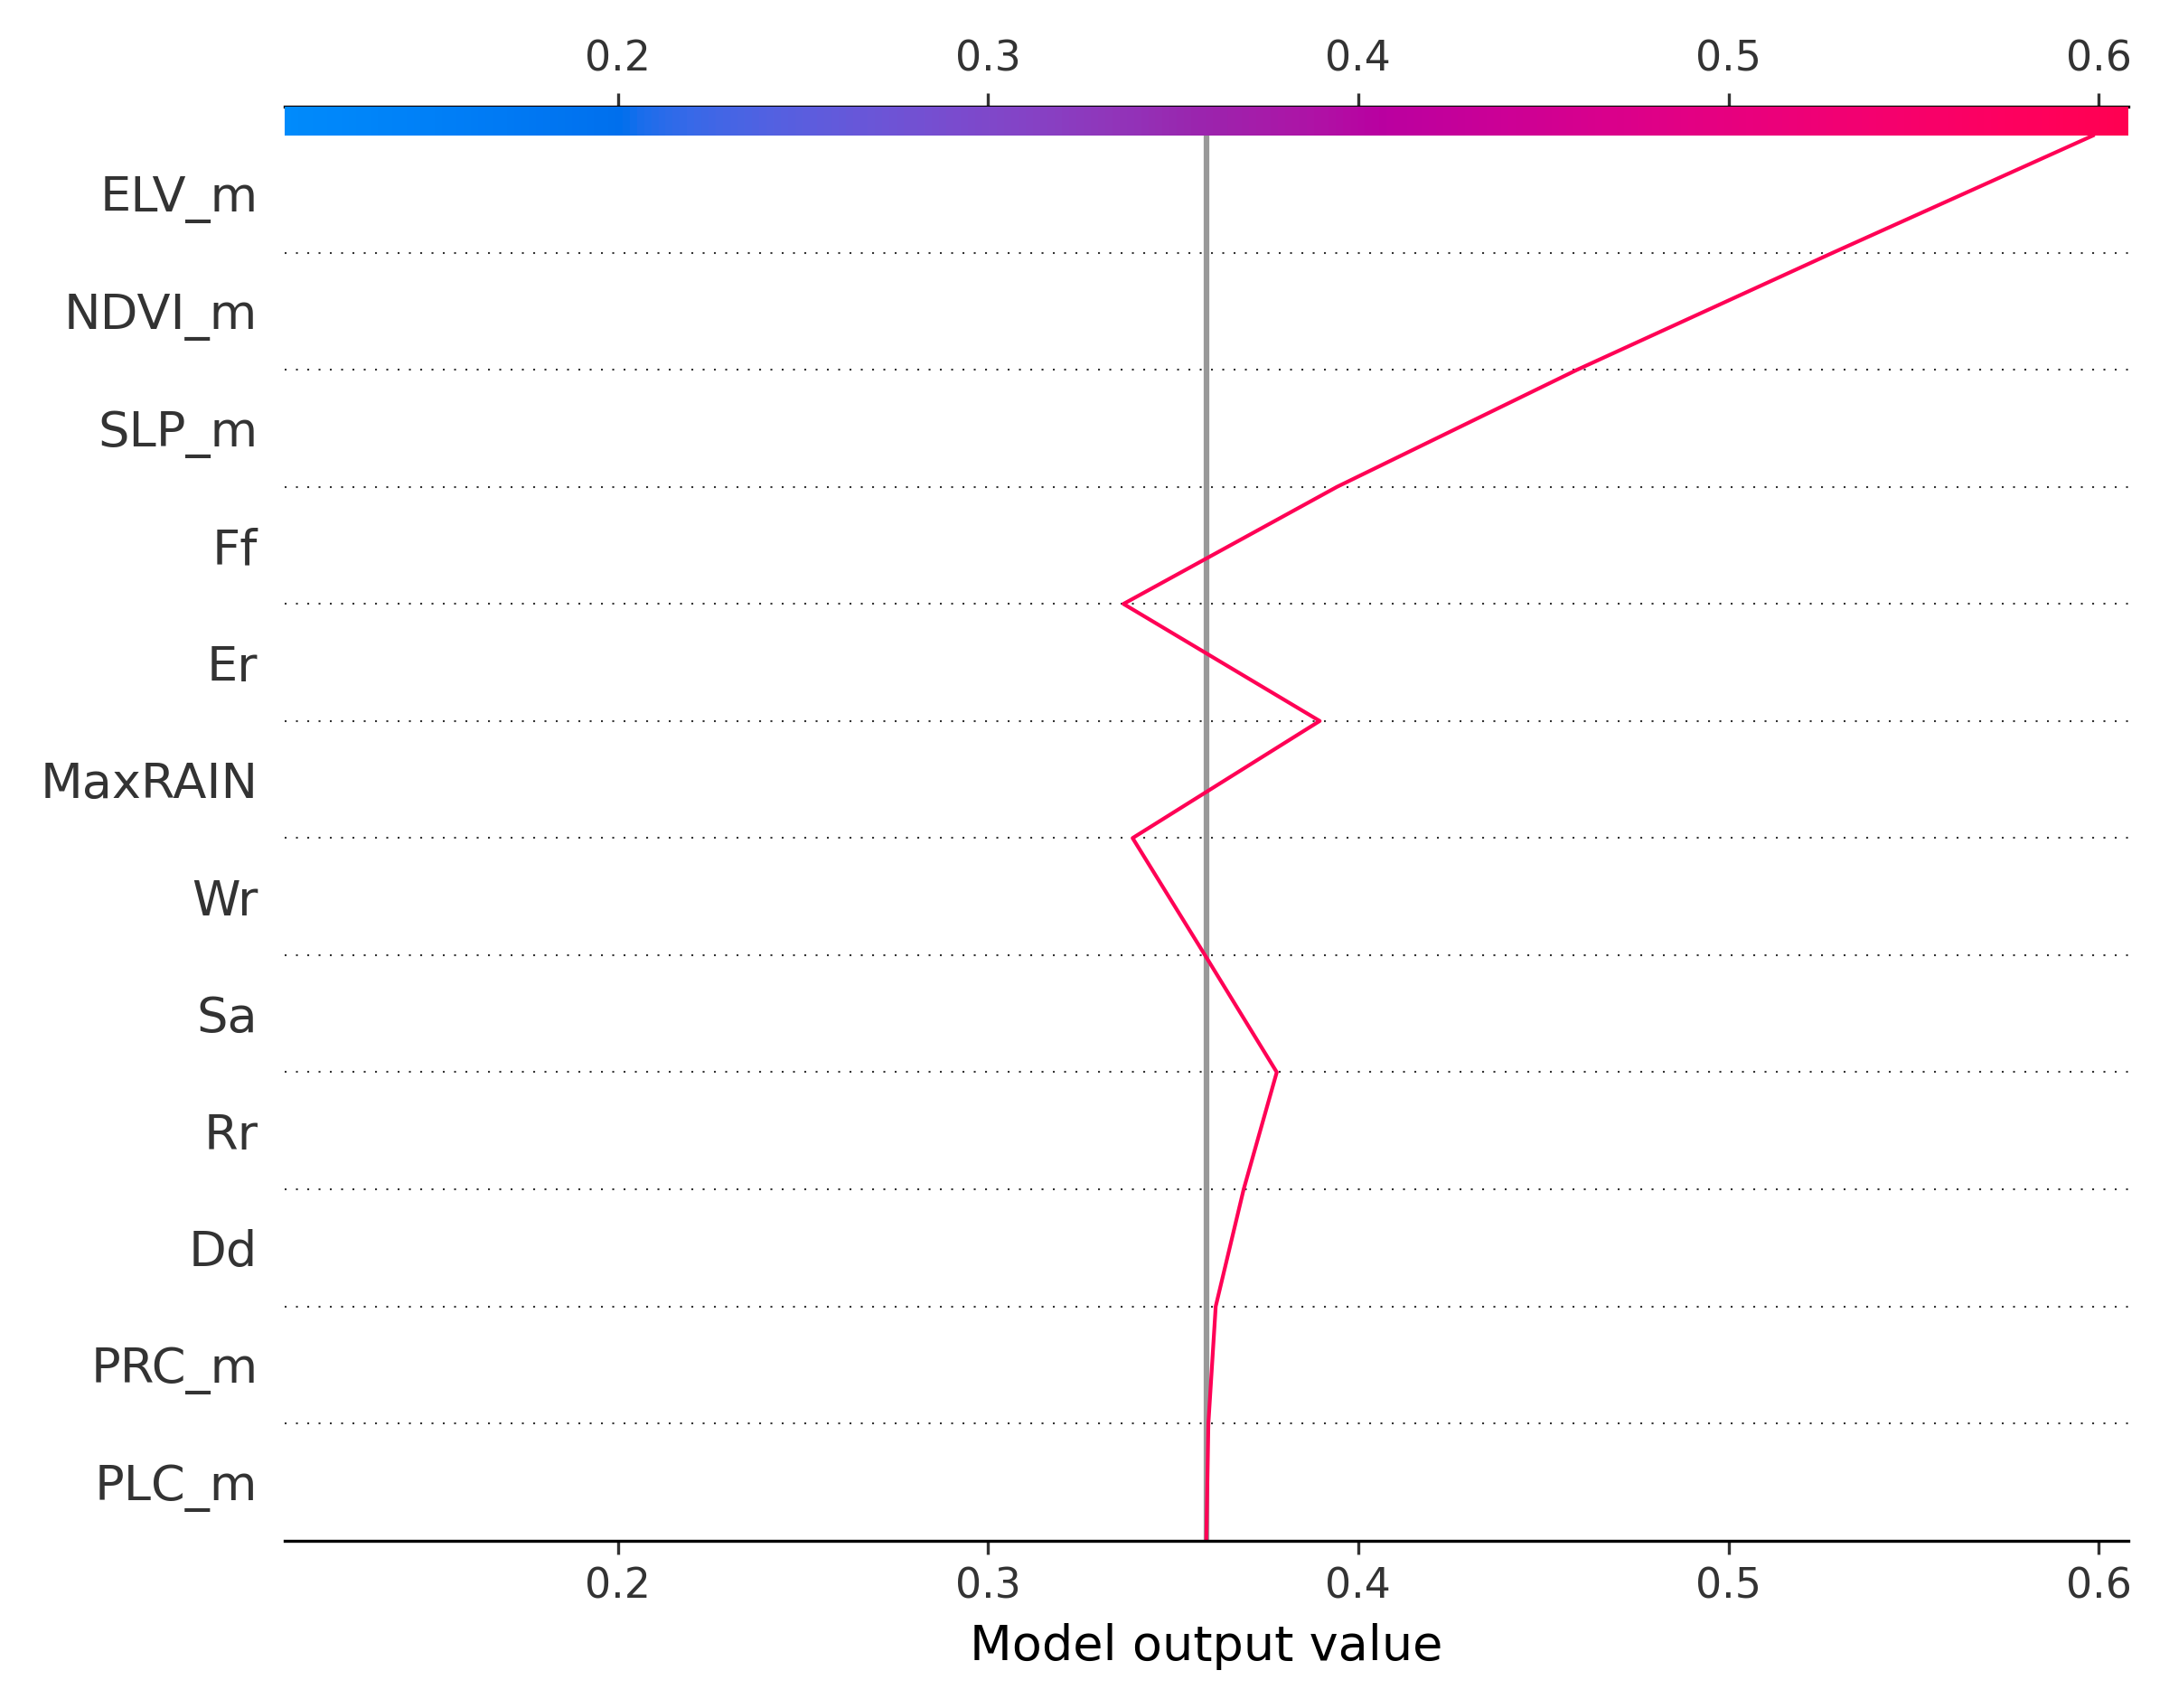 0.2 0.3 0.4 0.5 0.6
ELV_m
NDVI_m
SLP_m
Ff
Er
MaxRAIN
Wr
Sa
Rr
Dd
PRC_m
PLC_m
0.2 0.3 0.4 0.5 0.6
Model output value